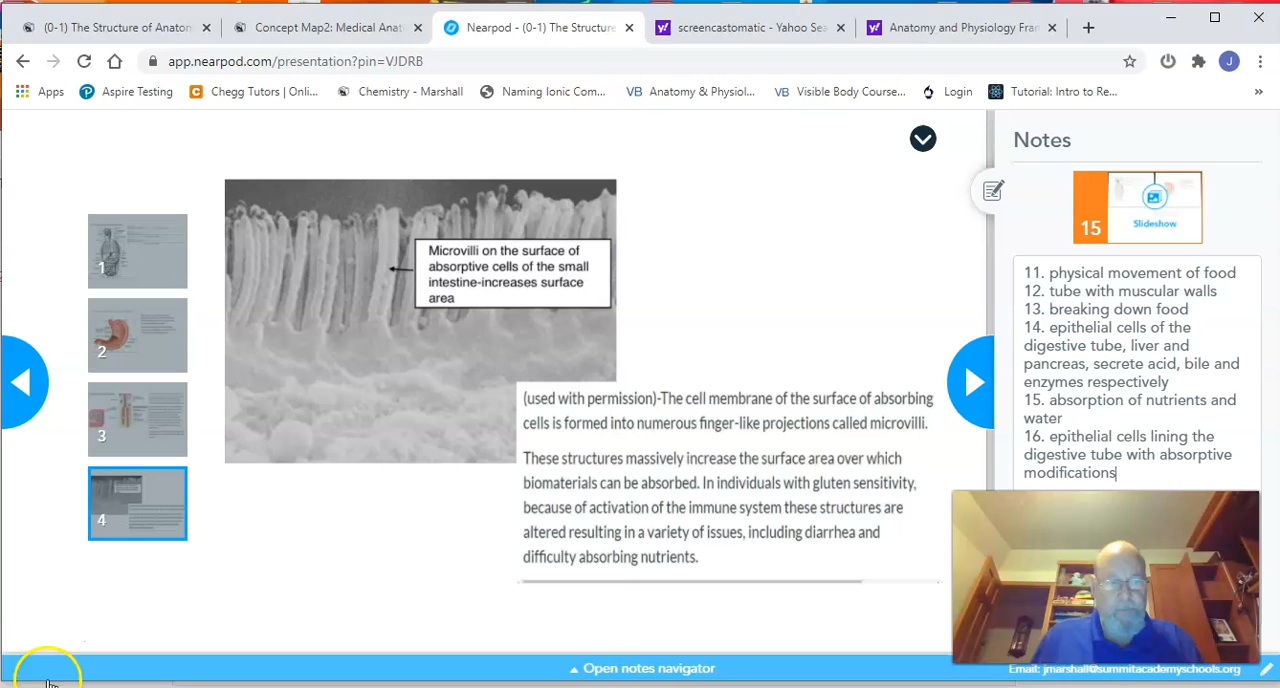 (0-1) The Structure of Anaton
Concept Map2: Medical Anat
Nearpod - (0-1) The Structure
screencastomatic - Yahoo Sea
Anatomy and Physiology Fran
app.nearpod.com/presentation?pin=VJDRB
J
Apps
Aspire Testing
Chegg Tutors | Onli...
Chemistry - Marshall
Naming Ionic Com...
VB Anatomy & Physiol...
VB Visible Body Course...
Login
Tutorial: Intro to Re...
»
1
2
3
4
Microvilli on the surface of
absorptive cells of the small
intestine-increases surface
area
(used with permission)-The cell membrane of the surface of absorbing
cells is formed into numerous finger-like projections called microvilli.
These structures massively increase the surface area over which
biomaterials can be absorbed. In individuals with gluten sensitivity,
because of activation of the immune system these structures are
altered resulting in a variety of issues, including diarrhea and
difficulty absorbing nutrients.
Notes
15
Slideshow
11. physical movement of food
12. tube with muscular walls
13. breaking down food
14. epithelial cells of the
digestive tube, liver and
pancreas, secrete acid, bile and
enzymes respectively
15. absorption of nutrients and
water
16. epithelial cells lining the
digestive tube with absorptive
modifications
Open notes navigator
Email: jmarshall@summitacademyschools.org